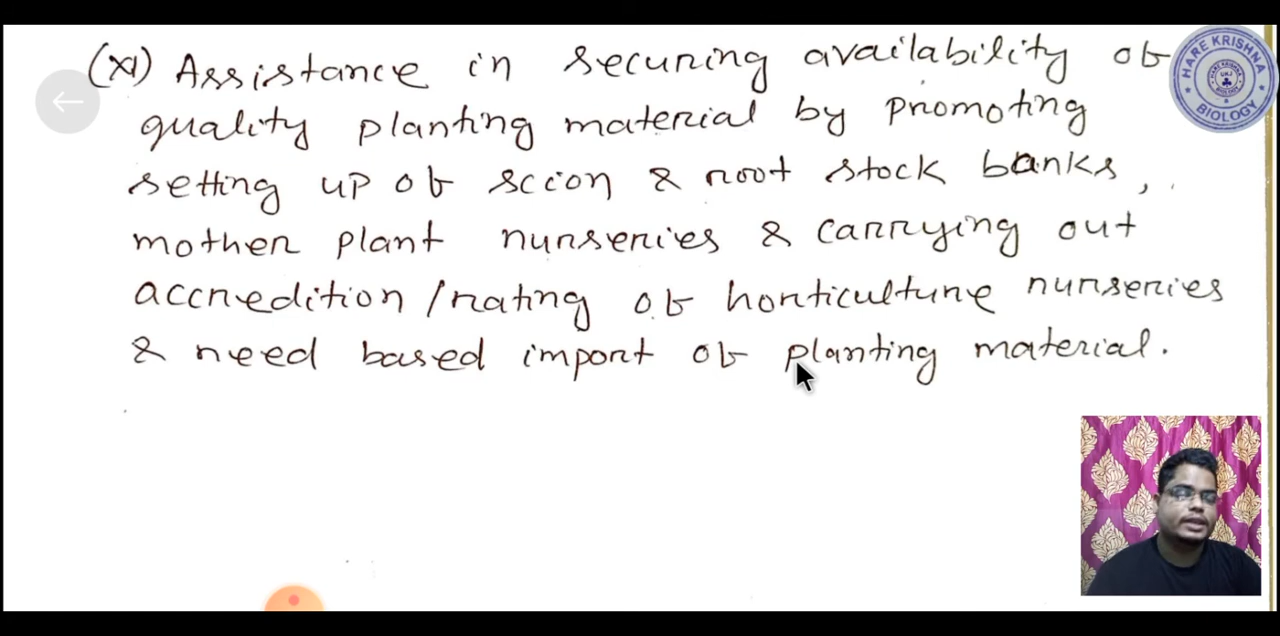 (XI) Assistance in securing availability of
quality planting material by promoting
setting up of scion & root stock banks,
mother plant nurseries & carrying out
accredition/rating of horticulture nurseries
& need based import of planting material.
HARE KRISHNA
BIOLOGY